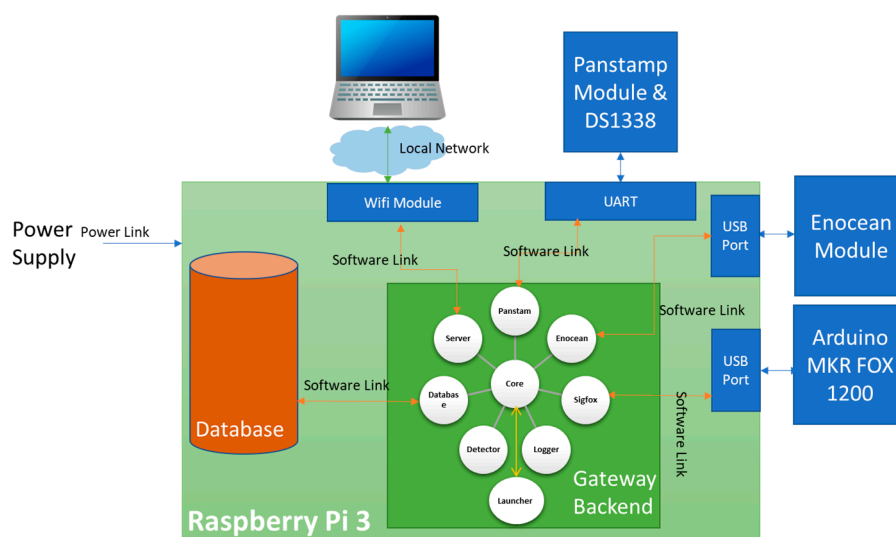 Panstamp
Module &
DS1338
Local Network
Wifi Module
UART
USB
Port
Enocean
Module
Power
Supply
Power Link
Software Link
Software Link
Panstam
Server
Enocean
Software Link
Core
Databas
e
Sigfox
Software Link
Software Link
USB
Port
Arduino
MKR FOX
1200
Database
Detector
Logger
Launcher
Gateway
Backend
Raspberry Pi 3